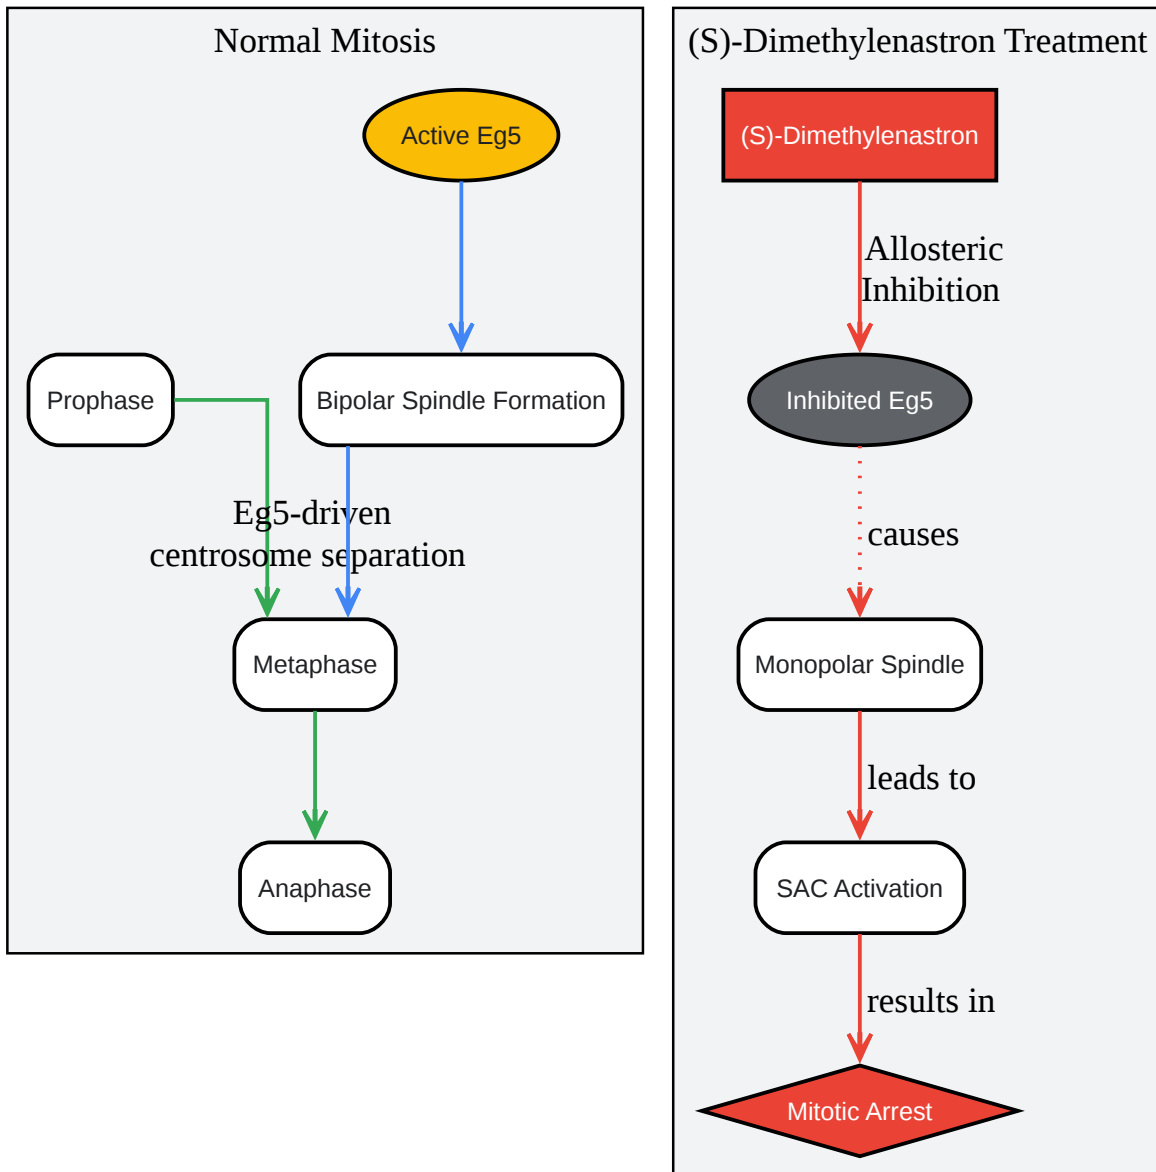 Normal Mitosis
Active Eg5
Prophase
Bipolar Spindle Formation
Eg5-driven
centrosome separation
Metaphase
Anaphase
(S)-Dimethylenastron Treatment
(S)-Dimethylenastron
Allosteric
Inhibition
Inhibited Eg5
causes
Monopolar Spindle
leads to
SAC Activation
results in
Mitotic Arrest